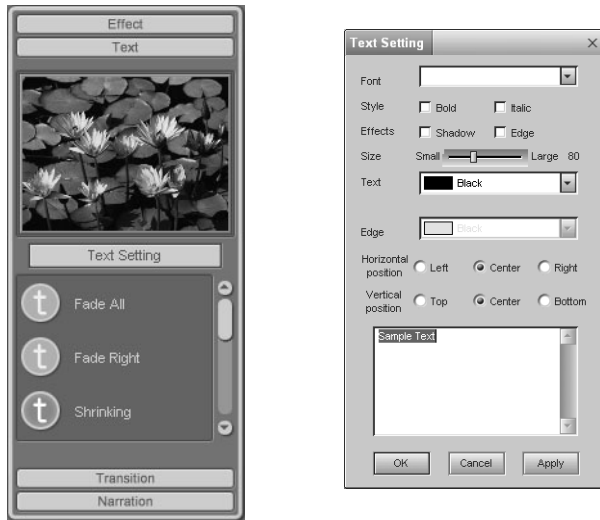 Effect
Text
Text Setting
t Fade All
t Fade Right
t Shrinking
Transition
Narration
Text Setting ×
Font
Style Bold Italic
Effects Shadow Edge
Size Small Large 80
Text Black
Edge Black
Horizontal position Left Center Right
Vertical position Top Center Bottom
Sample Text
OK Cancel Apply